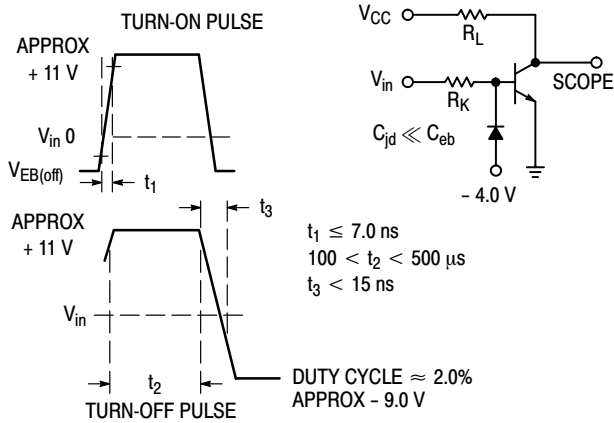 TURN-ON PULSE
APPROX
+ 11 V
V_in 0
V_EB(off)
t_1
V_CC
R_L
V_in
R_K
SCOPE
C_jd ≪ C_eb
– 4.0 V
t_3
APPROX
+ 11 V
V_in
t_2
TURN-OFF PULSE
t_1 ≤ 7.0 ns
100 < t_2 < 500 μs
t_3 < 15 ns
DUTY CYCLE ≈ 2.0%
APPROX – 9.0 V